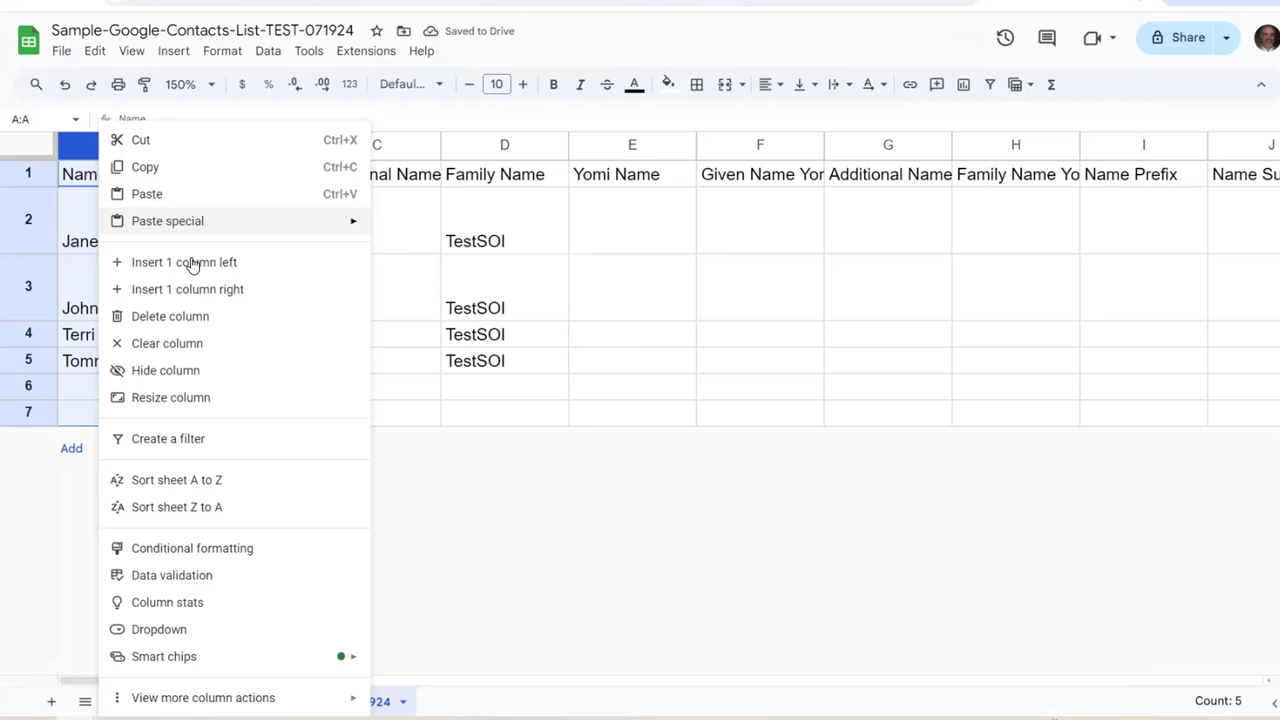 Sample-Google-Contacts-List-TEST-071924 Saved to Drive
File Edit View Insert Format Data Tools Extensions Help
Share
150% $ % .0 .00 123 Defaul... 10 B I A
A:A Name
C D E F G H I J
1 Nam nal Name Family Name Yomi Name Given Name Yor Additional Name Family Name Yo Name Prefix Name Su
2 Jane TestSOI
3 John TestSOI
4 Terri TestSOI
5 Tomm TestSOI
6
7
Add
Cut Ctrl+X
Copy Ctrl+C
Paste Ctrl+V
Paste special
Insert 1 column left
Insert 1 column right
Delete column
Clear column
Hide column
Resize column
Create a filter
Sort sheet A to Z
Sort sheet Z to A
Conditional formatting
Data validation
Column stats
Dropdown
Smart chips
View more column actions
924
Count: 5